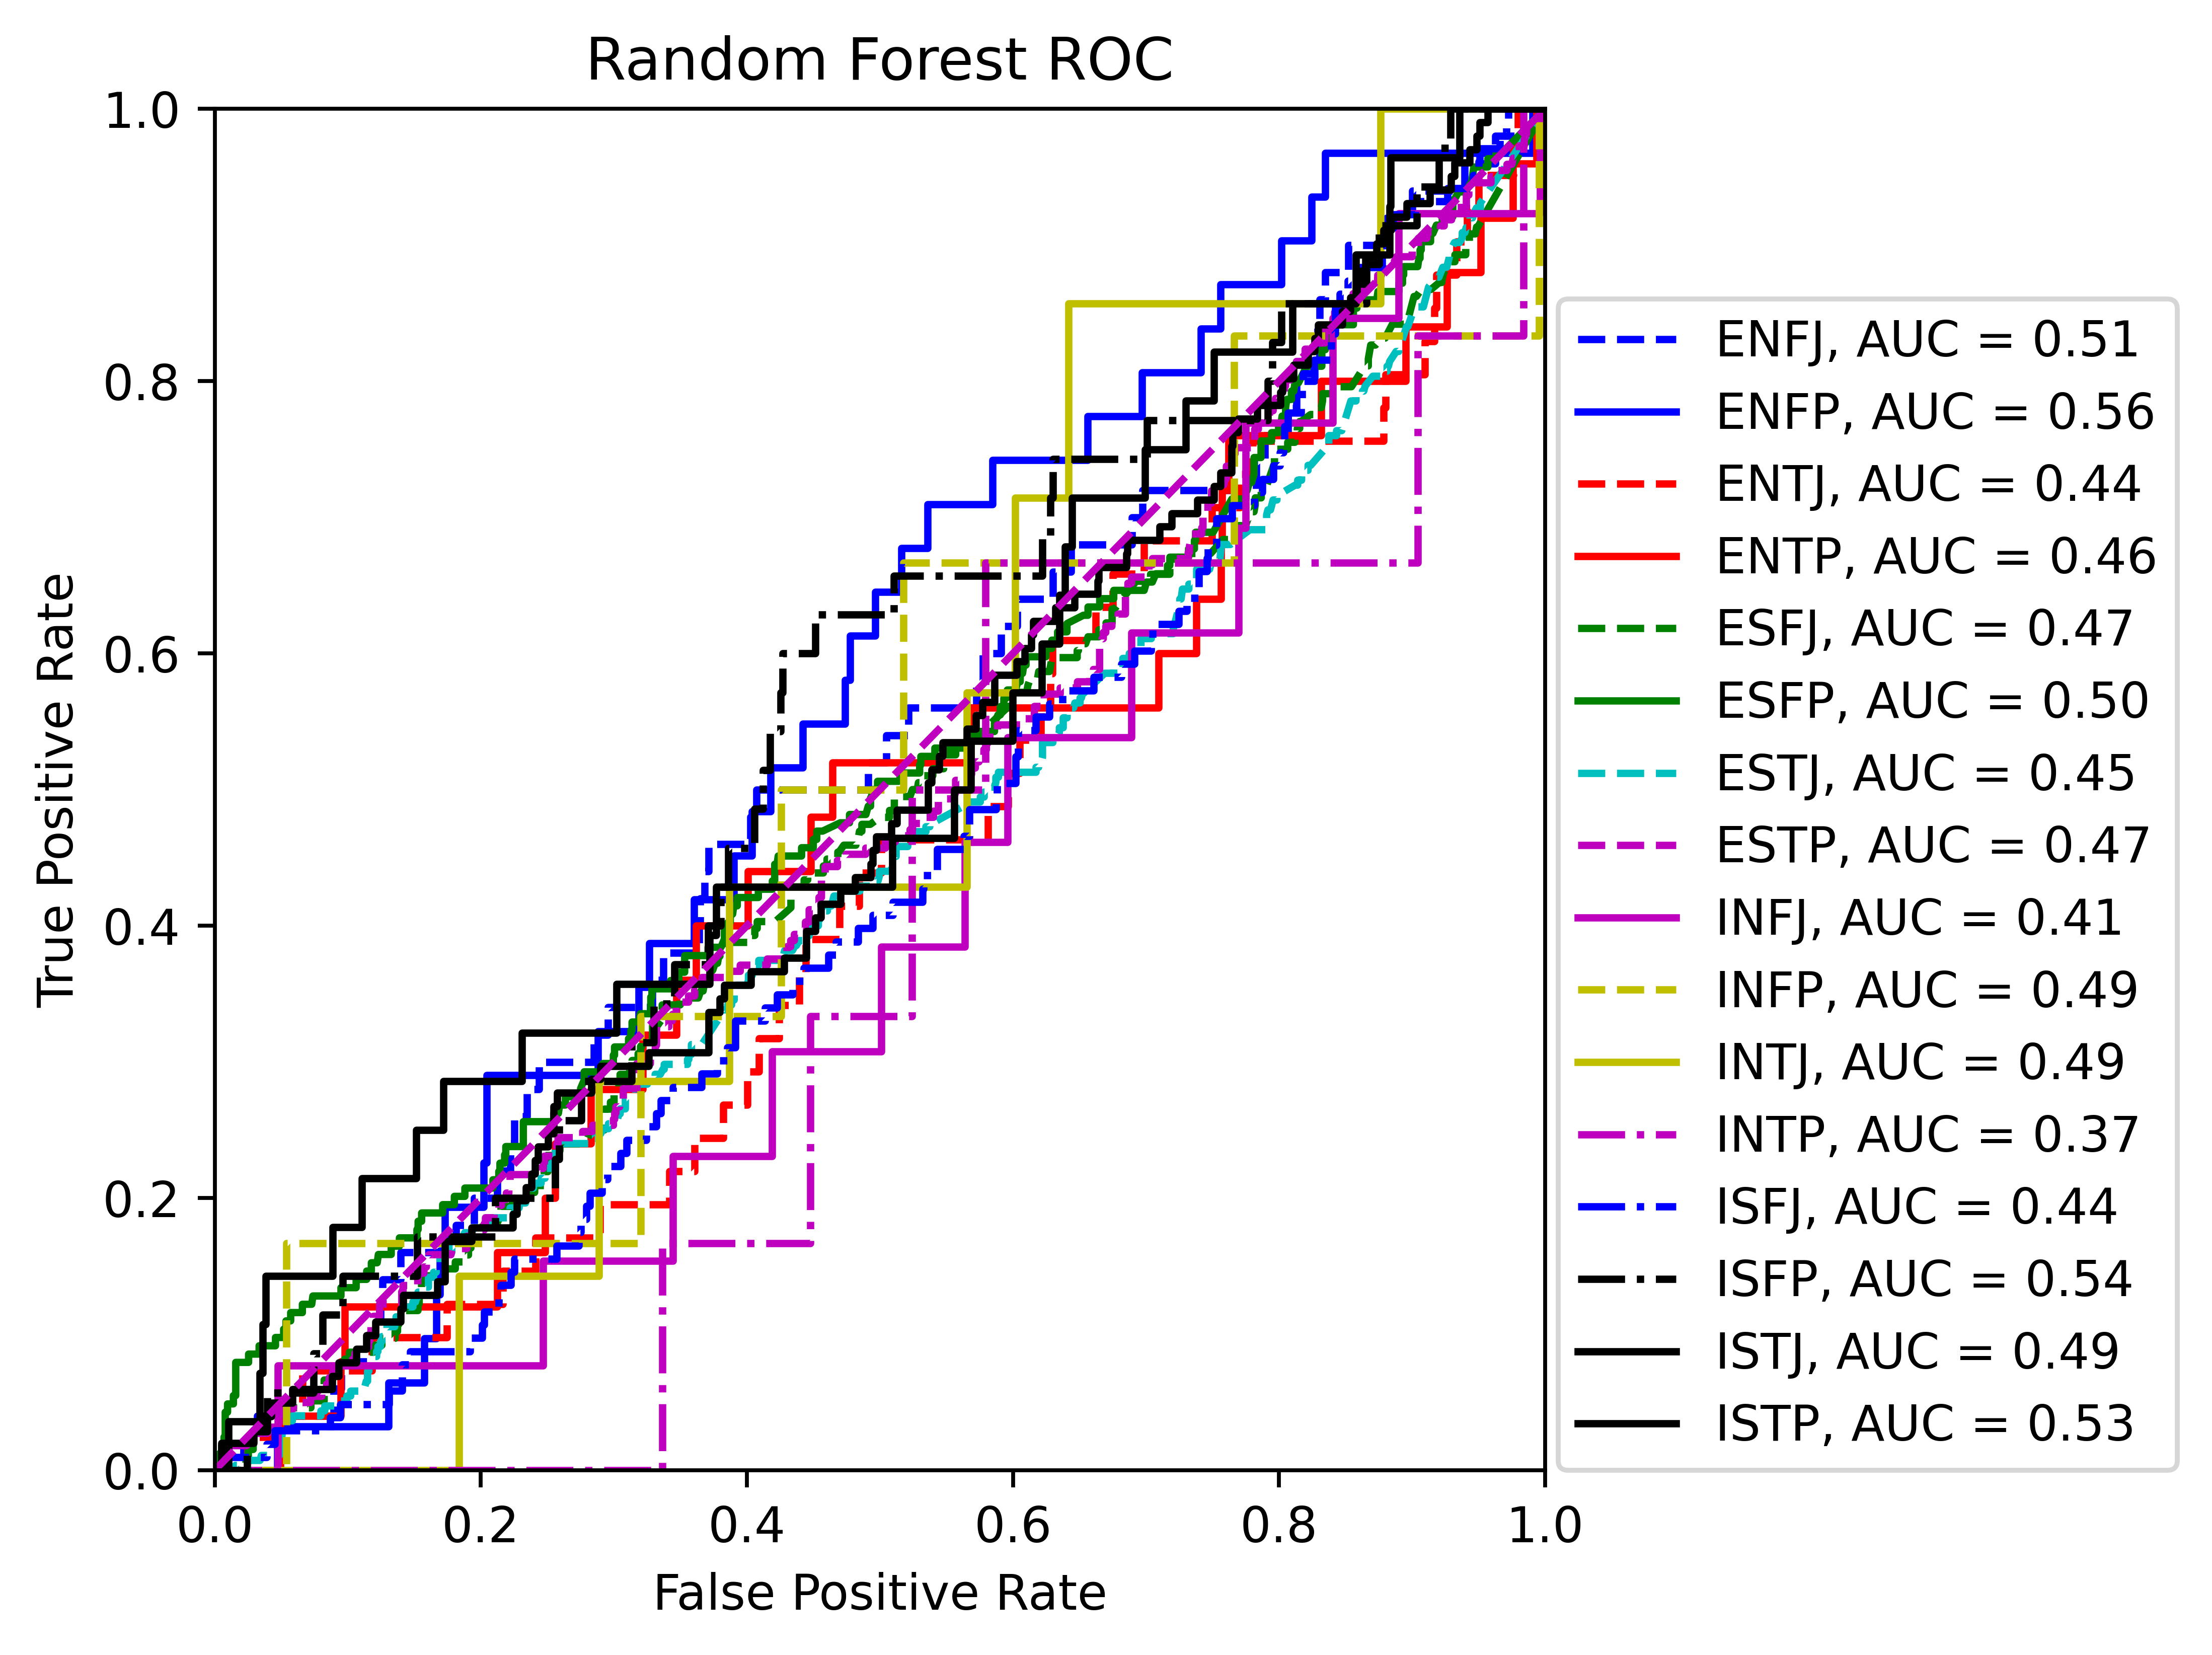 Random Forest ROC
1.0
0.8
0.6
0.4
0.2
0.0
True Positive Rate
0.0 0.2 0.4 0.6 0.8 1.0
False Positive Rate
ENFJ, AUC = 0.51
ENFP, AUC = 0.56
ENTJ, AUC = 0.44
ENTP, AUC = 0.46
ESFJ, AUC = 0.47
ESFP, AUC = 0.50
ESTJ, AUC = 0.45
ESTP, AUC = 0.47
INFJ, AUC = 0.41
INFP, AUC = 0.49
INTJ, AUC = 0.49
INTP, AUC = 0.37
ISFJ, AUC = 0.44
ISFP, AUC = 0.54
ISTJ, AUC = 0.49
ISTP, AUC = 0.53